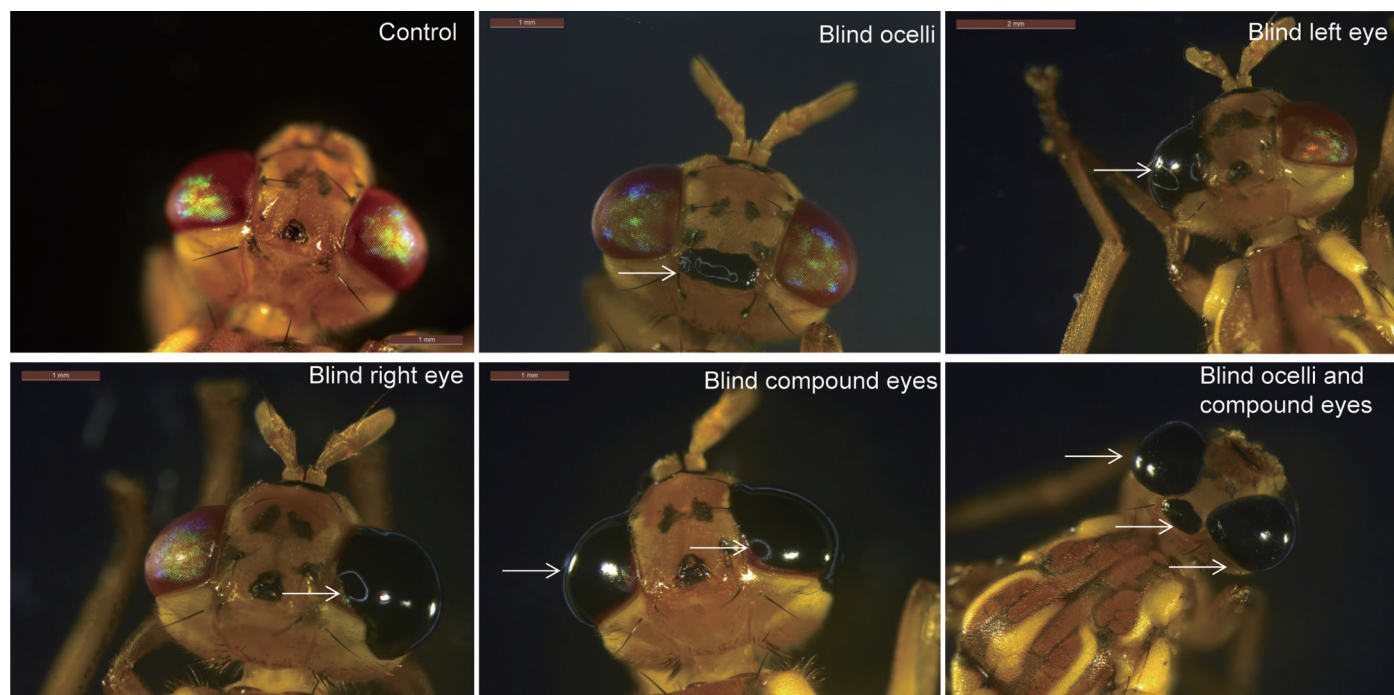 Control
1 mm
1 mm
Blind ocelli
2 mm
Blind left eye
1 mm
Blind right eye
1 mm
Blind compound eyes
Blind ocelli and
compound eyes